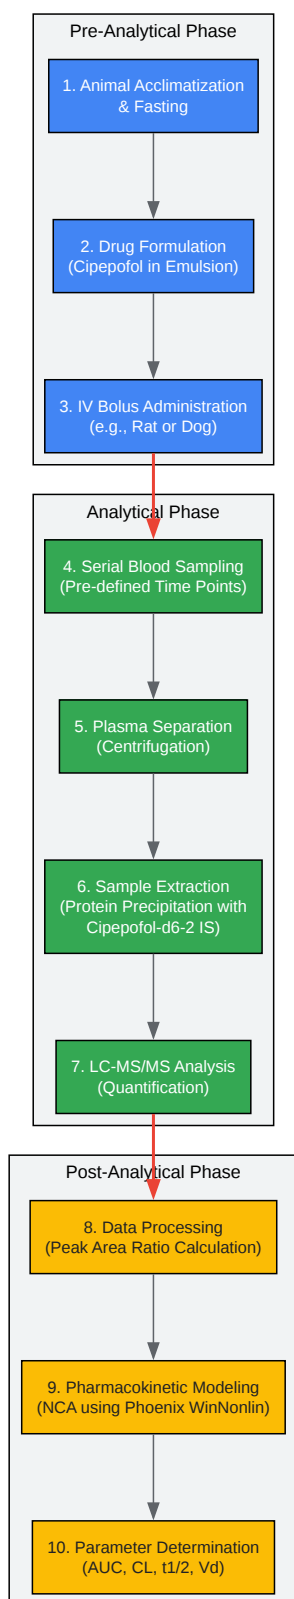 Pre-Analytical Phase
1. Animal Acclimatization
& Fasting
2. Drug Formulation
(Cipepofol in Emulsion)
3. IV Bolus Administration
(e.g., Rat or Dog)
Analytical Phase
4. Serial Blood Sampling
(Pre-defined Time Points)
5. Plasma Separation
(Centrifugation)
6. Sample Extraction
(Protein Precipitation with
Cipepofol-d6-2 IS)
7. LC-MS/MS Analysis
(Quantification)
Post-Analytical Phase
8. Data Processing
(Peak Area Ratio Calculation)
9. Pharmacokinetic Modeling
(NCA using Phoenix WinNonlin)
10. Parameter Determination
(AUC, CL, t1/2, Vd)